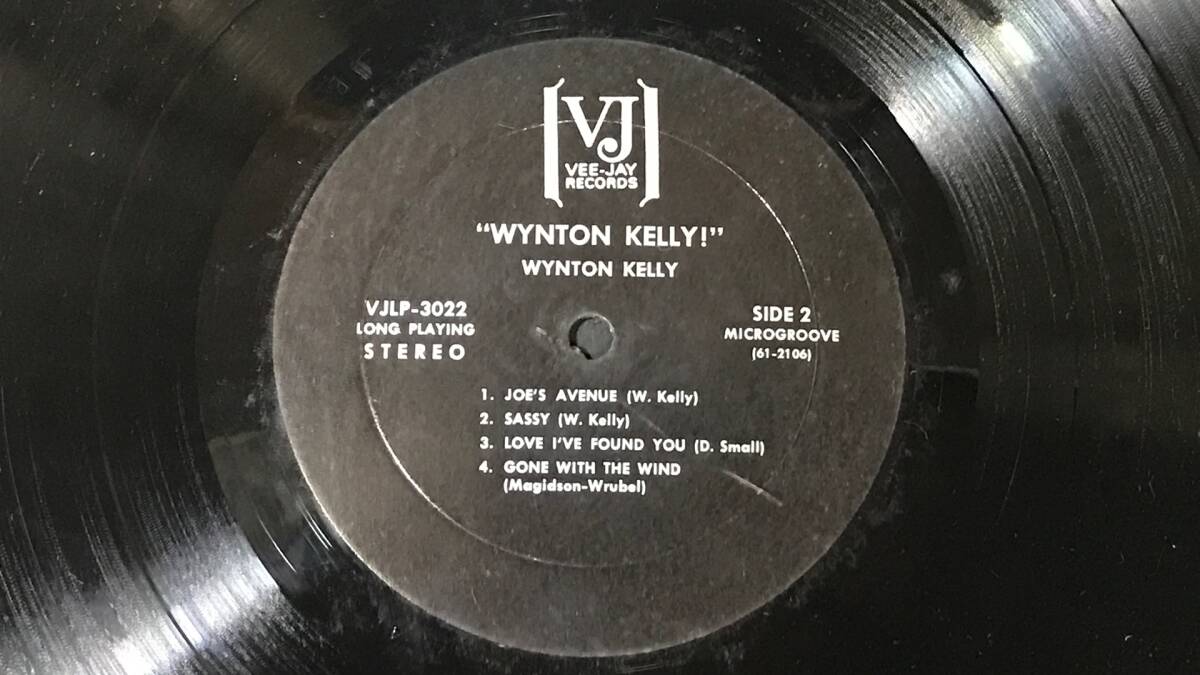 VJ
VEE-JAY
RECORDS
"WYNTON KELLY!"
WYNTON KELLY
VJLP-3022
LONG PLAYING
STEREO
SIDE 2
MICROGROOVE
(61-2106)
1. JOE'S AVENUE (W. Kelly)
2. SASSY (W. Kelly)
3. LOVE I'VE FOUND YOU (D. Small)
4. GONE WITH THE WIND
(Magidson-Wrubel)